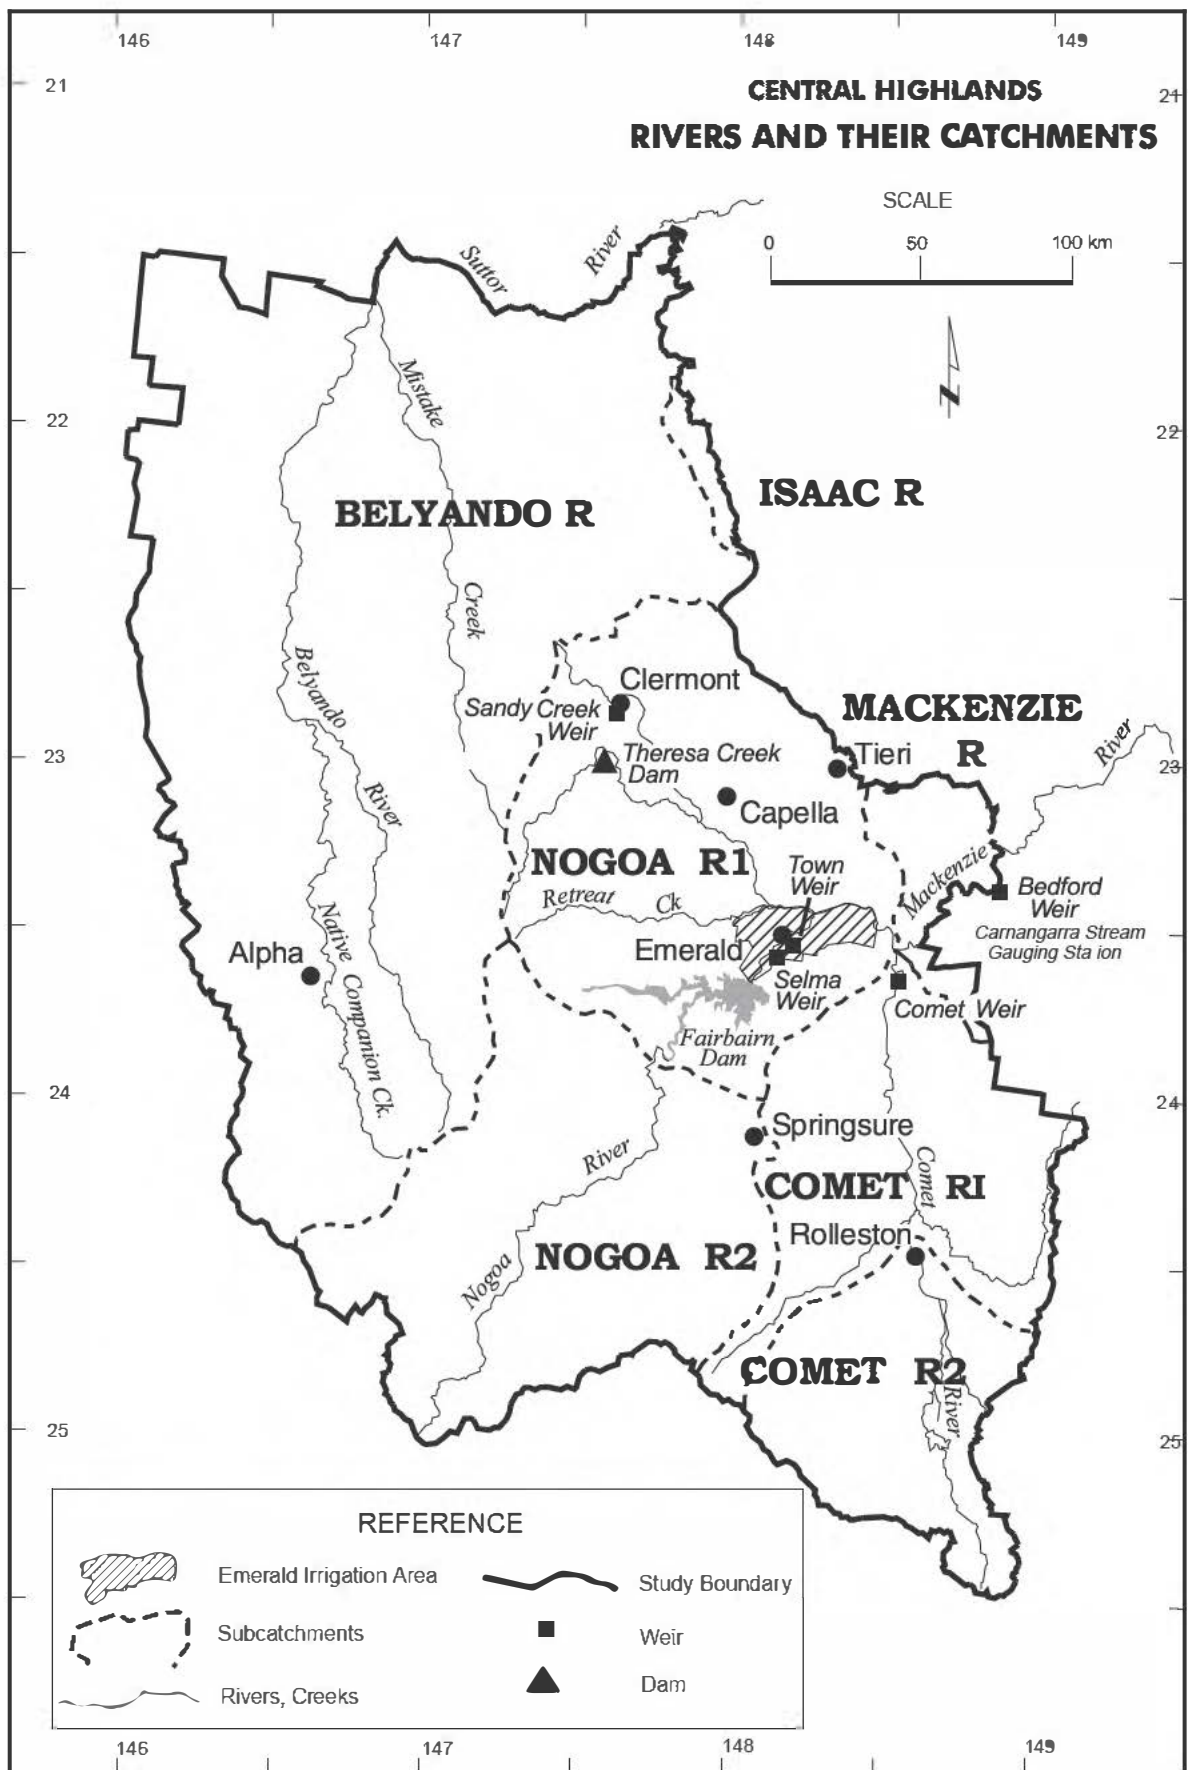 146
147
148
149
21
21
CENTRAL HIGHLANDS
RIVERS AND THEIR CATCHMENTS
SCALE
0
50
100 km
N
Suttor
River
Mistake
22
22
BELYANDO R
ISAAC R
Creek
Belyando
River
Clermont
Sandy Creek
Weir
Theresa Creek
Dam
MACKENZIE
R
River
Tieri
23
23
Capella
NOGOA R1
Town
Weir
Mackenzie
Retreat
Ck
Bedford
Weir
Carnangarra Stream
Gauging Sta ion
Alpha
Native Companion Ck.
Emerald
Selma
Weir
Comet Weir
Fairbairn
Dam
24
24
Springsure
River
Comet
COMET RI
Rolleston
NOGOA R2
Nogoa
COMET R2
River
25
25
REFERENCE
Emerald Irrigation Area
Study Boundary
Subcatchments
Weir
Rivers, Creeks
Dam
146
147
148
149